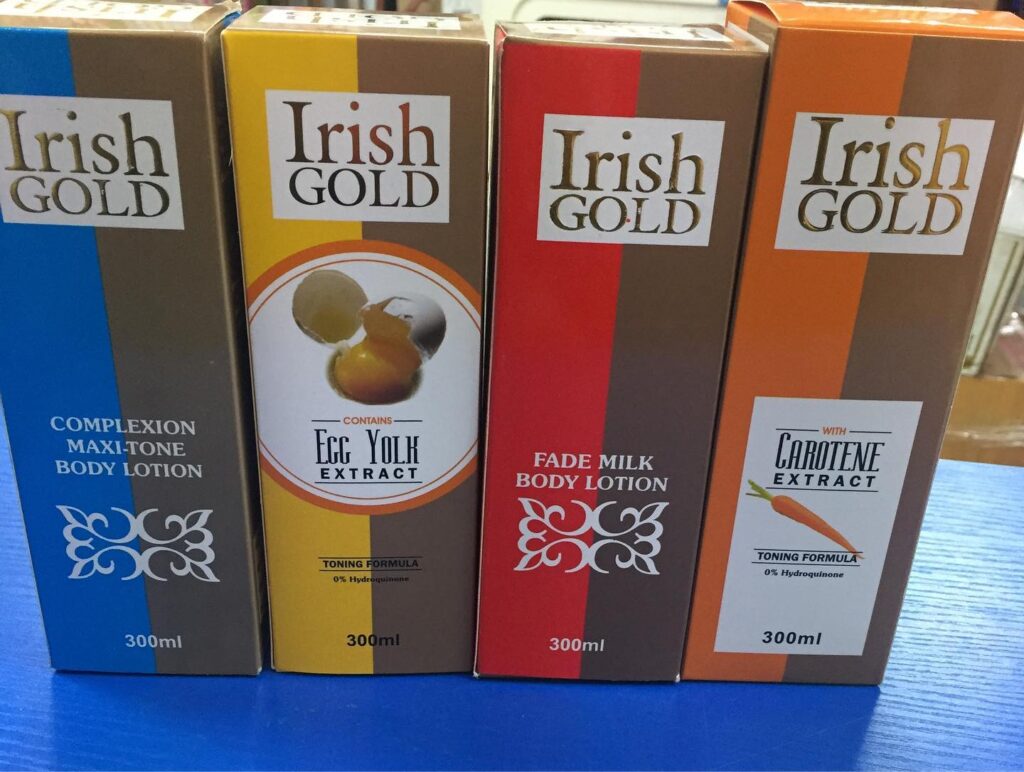 Irish
GOLD
COMPLEXION
MAXI-TONE
BODY LOTION
300ml
Irish
GOLD
CONTAINS
EGG YOLK
EXTRACT
TONING FORMULA
0% Hydroquinone
300ml
Irish
GOLD
FADE MILK
BODY LOTION
300ml
Irish
GOLD
WITH
CAROTENE
EXTRACT
TONING FORMULA
0% Hydroquinone
300ml